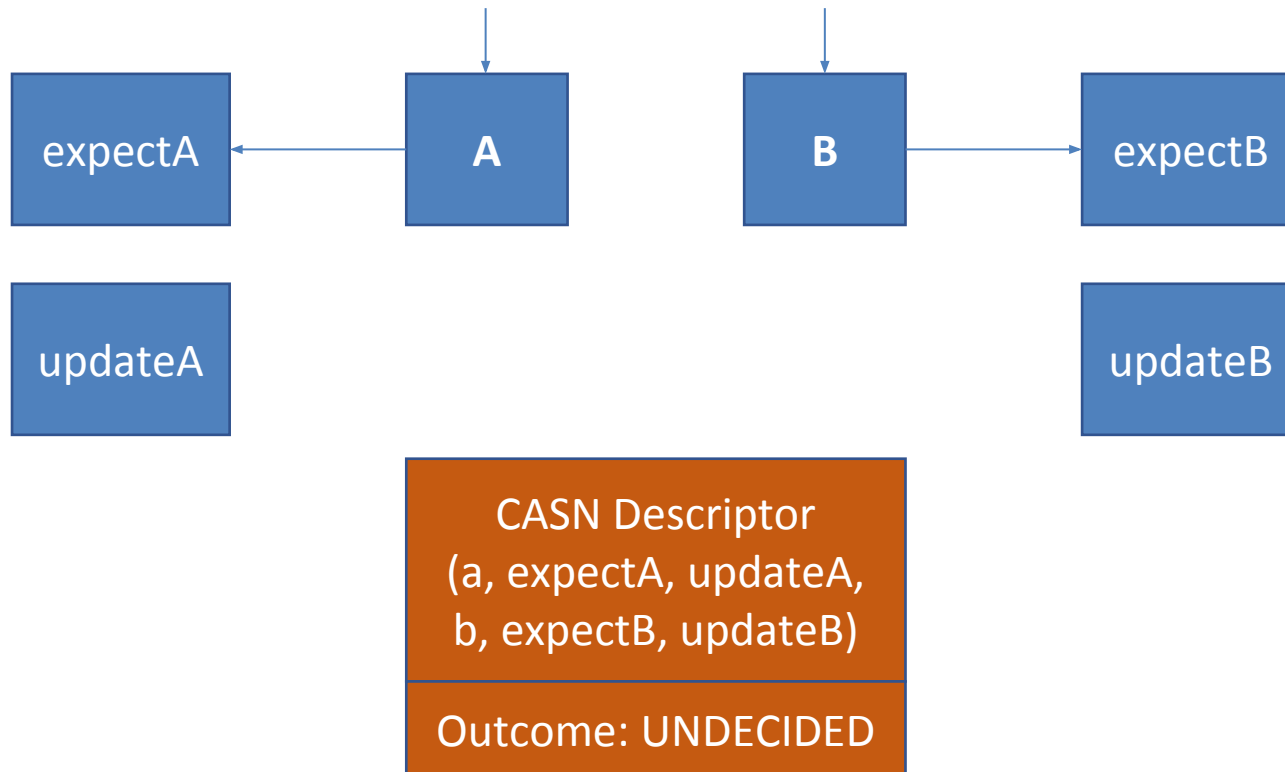 expectA
A
B
expectB
updateA
updateB
CASN Descriptor
(a, expectA, updateA,
b, expectB, updateB)
Outcome: UNDECIDED